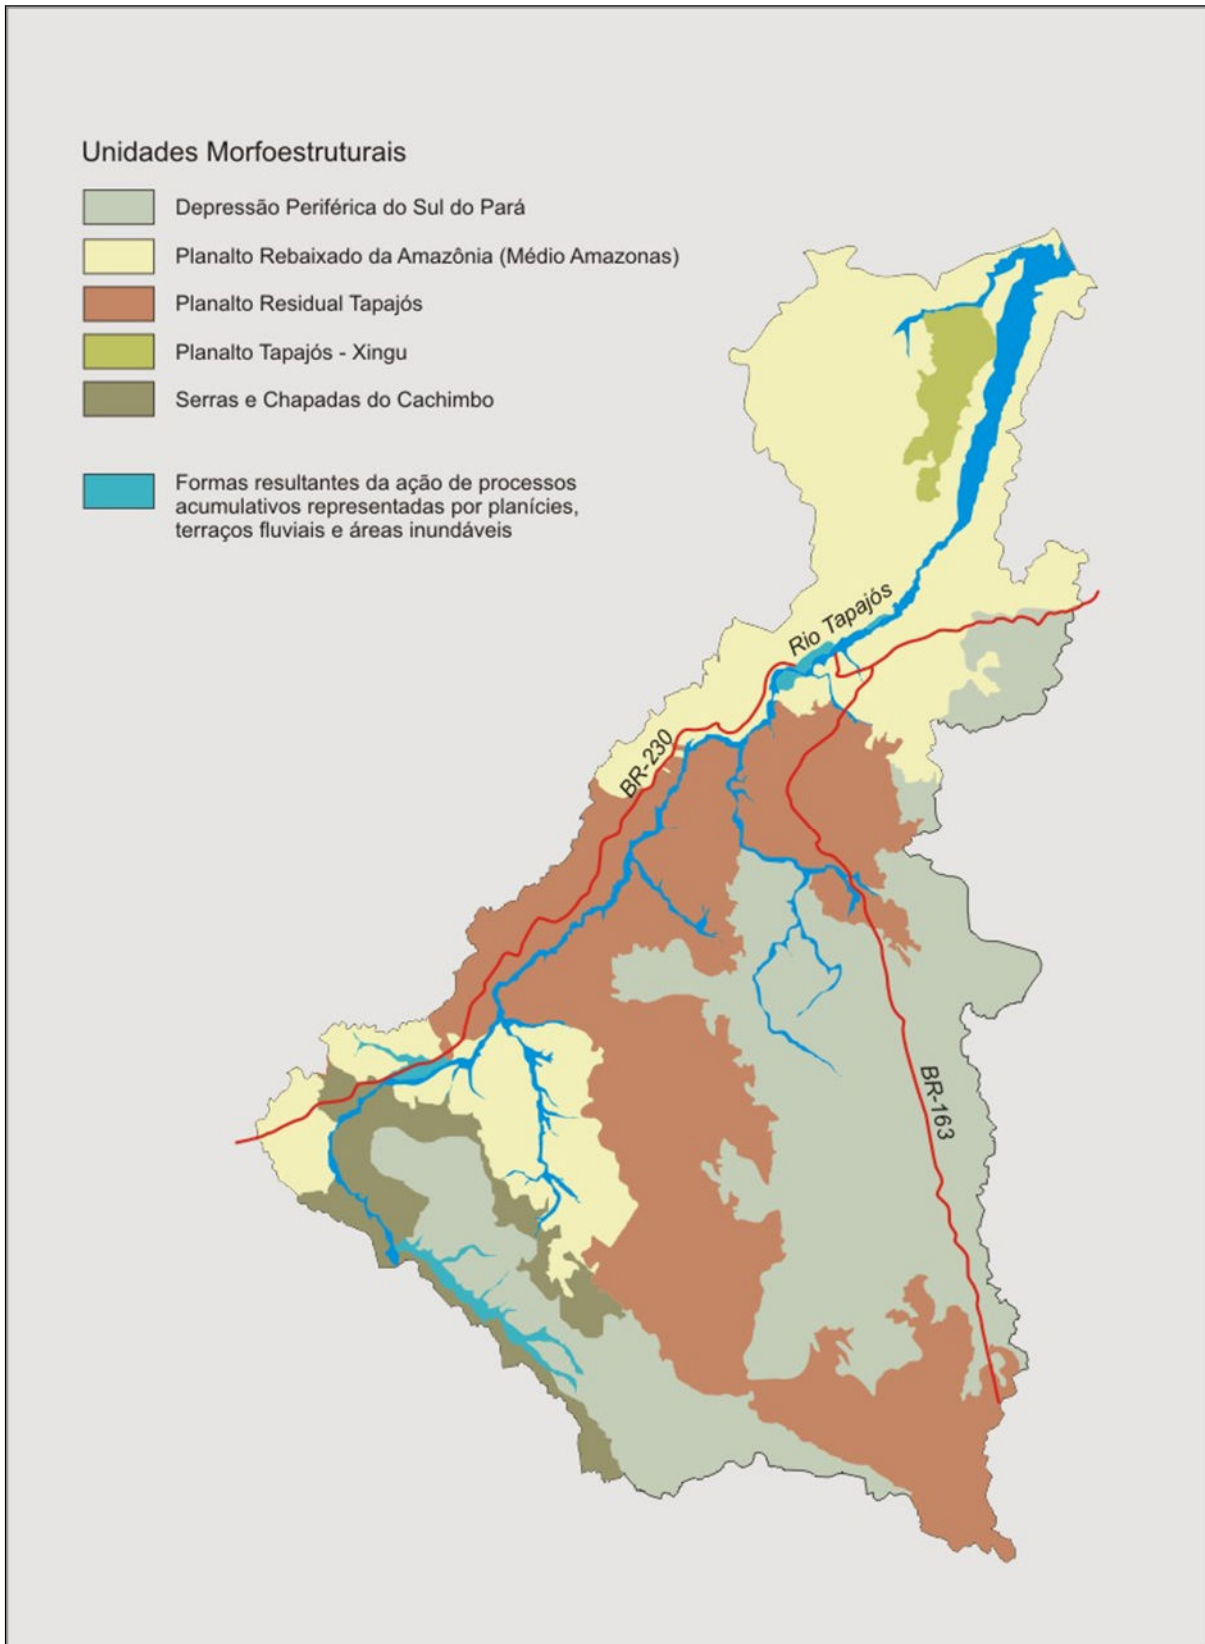 Unidades Morfoestruturais
Depressão Periférica do Sul do Pará
Planalto Rebaixado da Amazônia (Médio Amazonas)
Planalto Residual Tapajós
Planalto Tapajós - Xingu
Serras e Chapadas do Cachimbo
Formas resultantes da ação de processos
acumulativos representadas por planícies,
terraços fluviais e áreas inundáveis
Rio Tapajós
BR-230
BR-163